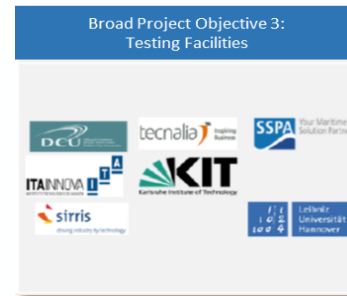 Broad Project Objective 3:
Testing Facilities
DCU
tecnalia
Inspiring
Business
SSPA
Your Maritime
Solution Partner
ITAINNOVA
ITA
KIT
Karlsruhe Institute of Technology
sirris
driving industry by technology
Leibniz
Universität
Hannover